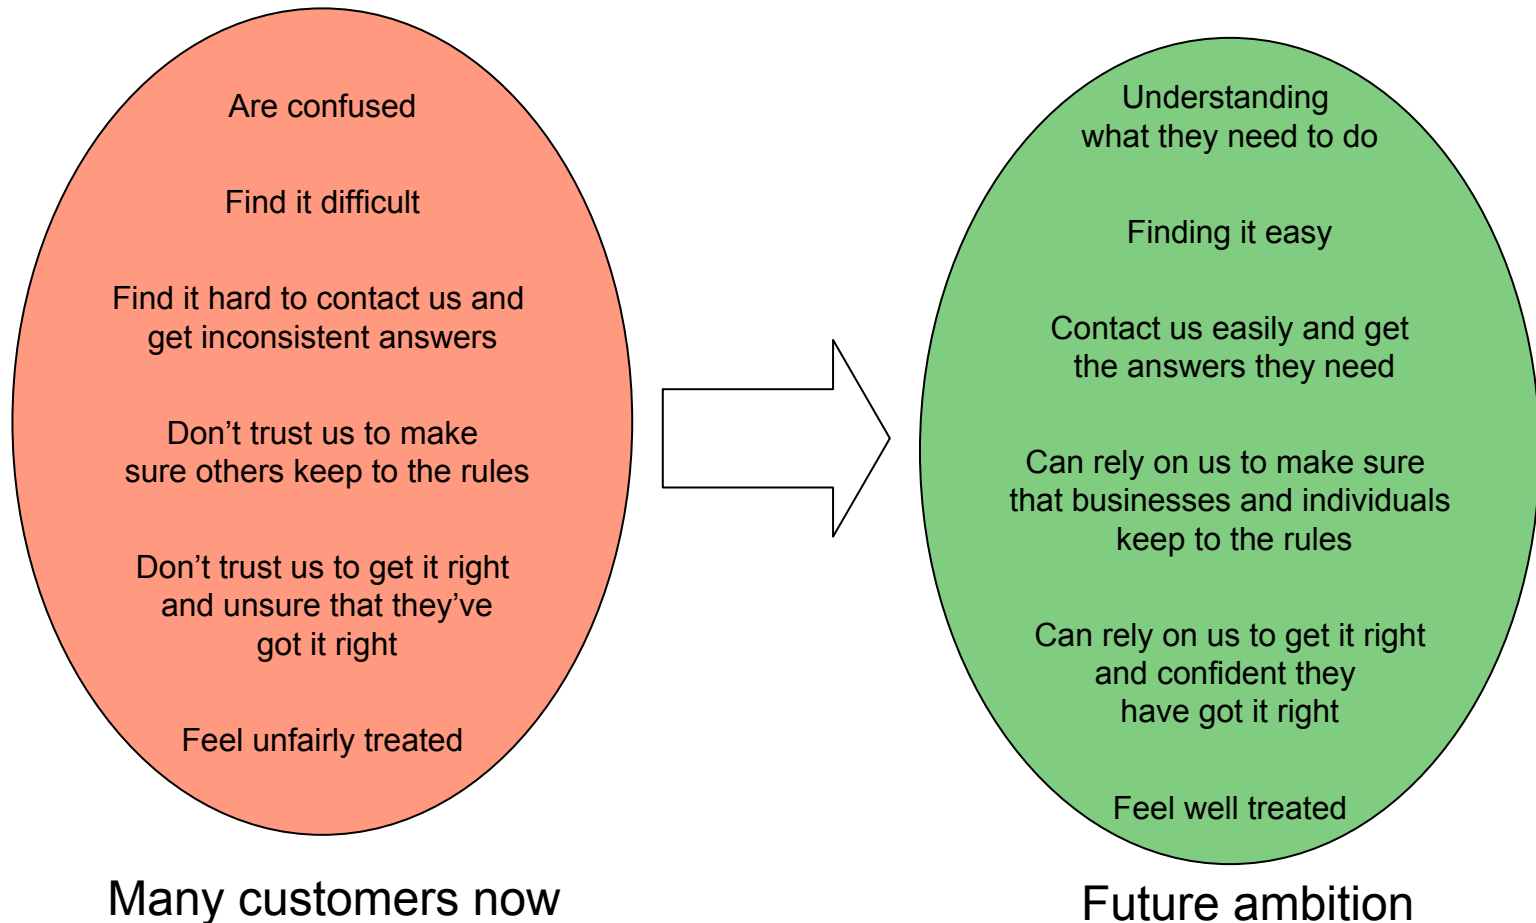 Are confused
Find it difficult
Find it hard to contact us and
get inconsistent answers
Don’t trust us to make
sure others keep to the rules
Don’t trust us to get it right
and unsure that they’ve
got it right
Feel unfairly treated
Many customers now
Understanding
what they need to do
Finding it easy
Contact us easily and get
the answers they need
Can rely on us to make sure
that businesses and individuals
keep to the rules
Can rely on us to get it right
and confident they
have got it right
Feel well treated
Future ambition